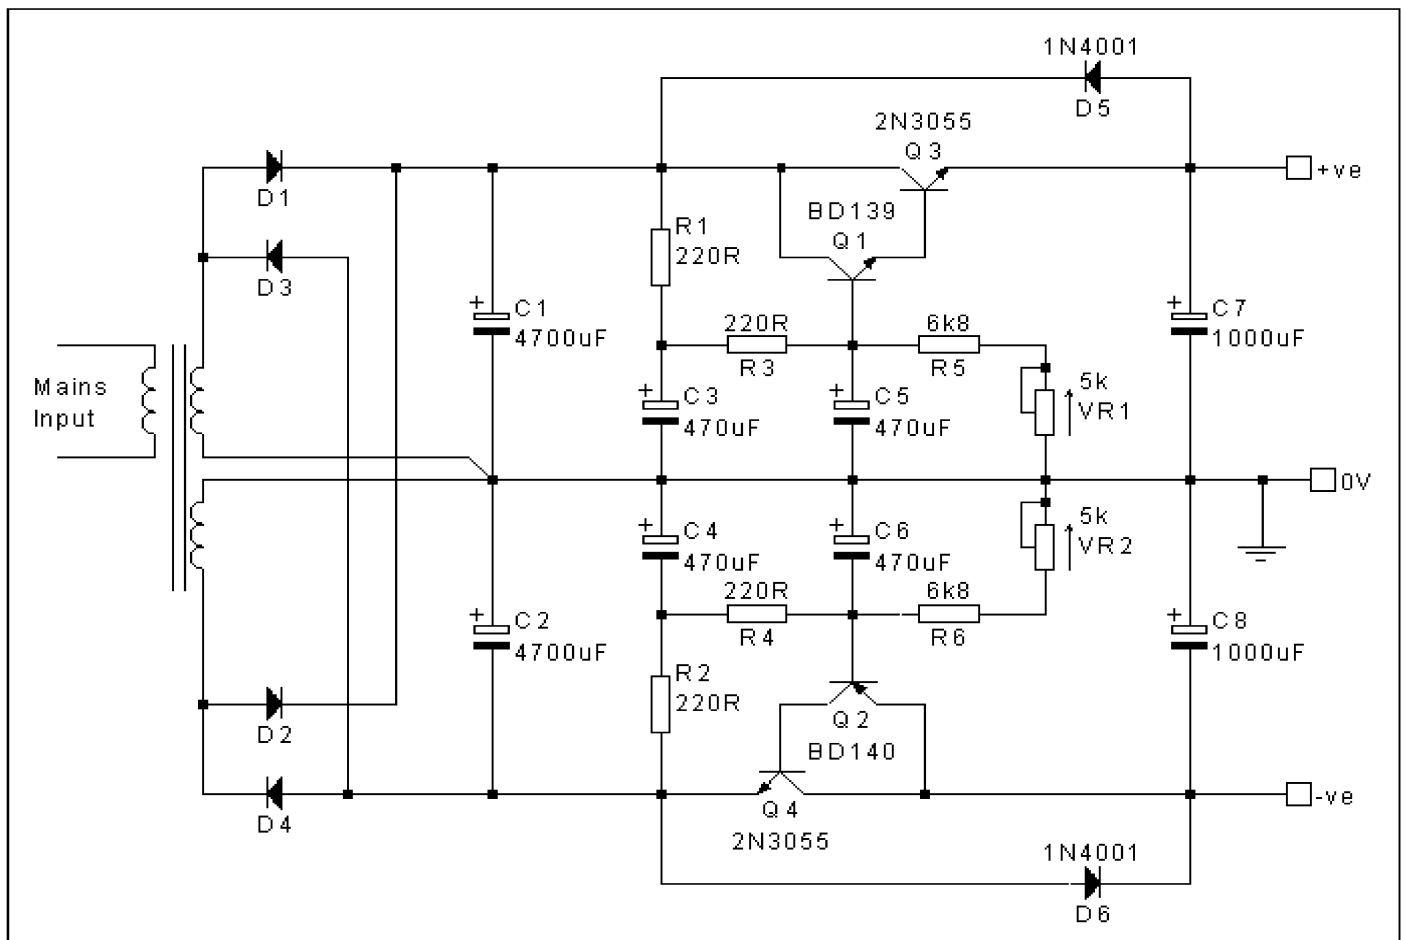 1N4001
D5
2N3055
Q3
D1
+ve
BD139
Q1
R1
220R
D3
+
C1
4700uF
220R
R3
6k8
R5
+
C7
1000uF
Mains
Input
+
C3
470uF
+
C5
470uF
5k
VR1
0V
+
C4
470uF
+
C6
470uF
5k
VR2
220R
R4
6k8
R6
+
C2
4700uF
+
C8
1000uF
R2
220R
D2
Q2
BD140
D4
Q4
2N3055
-ve
1N4001
D6